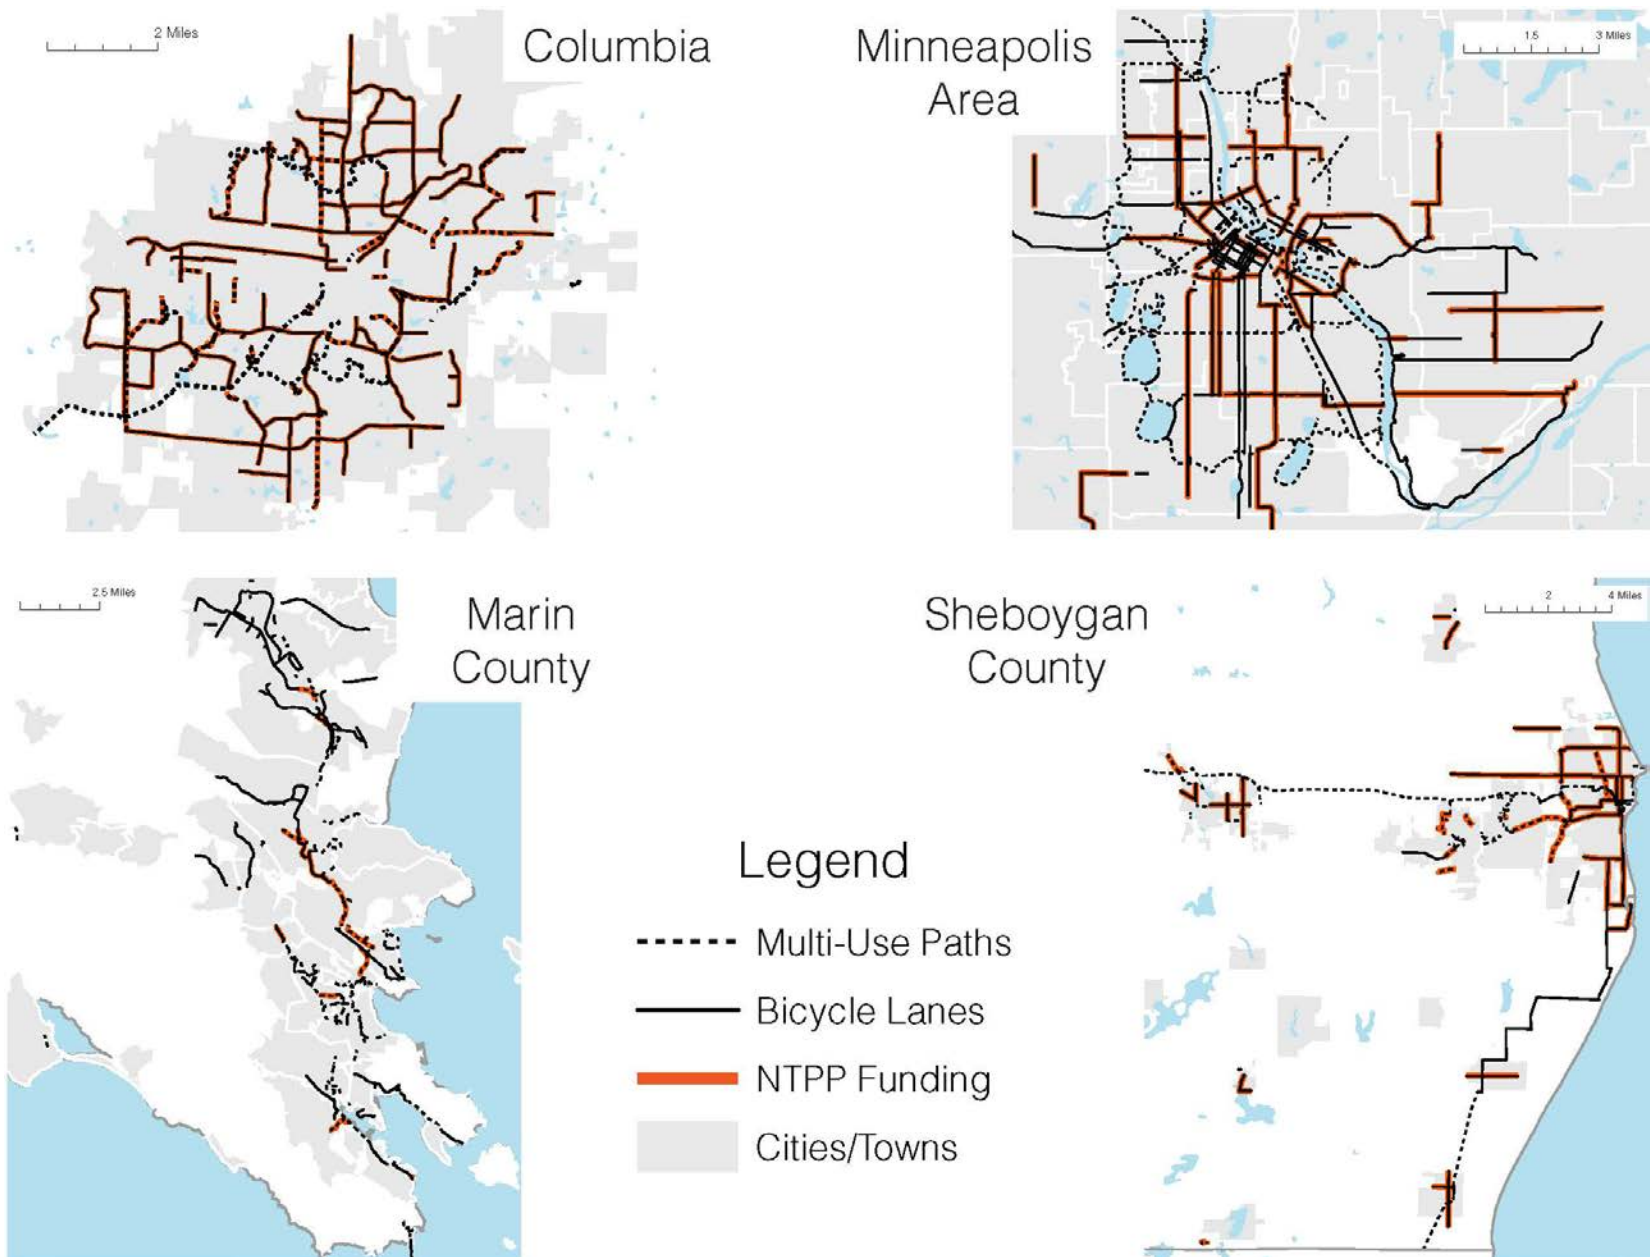 2 Miles
Columbia
Minneapolis
Area
1.5 3 Miles
2.5 Miles
Marin
County
Sheboygan
County
2 4 Miles
Legend
Multi-Use Paths
Bicycle Lanes
NTPP Funding
Cities/Towns